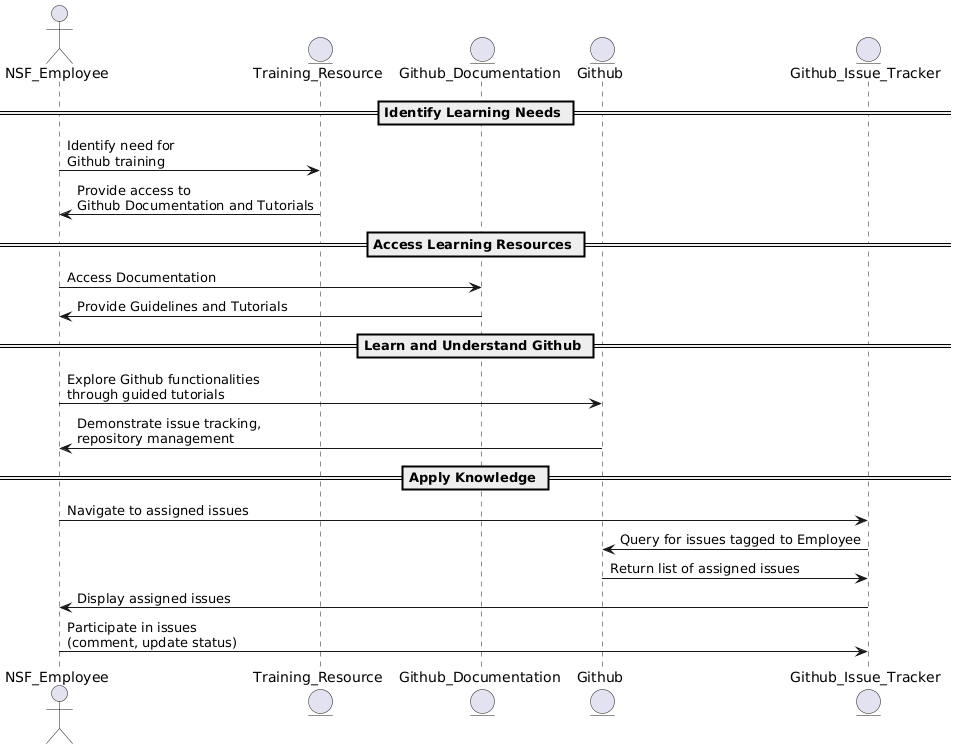 NSF_Employee
Training_Resource
Github_Documentation
Github
Github_Issue_Tracker
Identify Learning Needs
Identify need for
Github training
Provide access to
Github Documentation and Tutorials
Access Learning Resources
Access Documentation
Provide Guidelines and Tutorials
Learn and Understand Github
Explore Github functionalities
through guided tutorials
Demonstrate issue tracking,
repository management
Apply Knowledge
Navigate to assigned issues
Query for issues tagged to Employee
Return list of assigned issues
Display assigned issues
Participate in issues
(comment, update status)
NSF_Employee
Training_Resource
Github_Documentation
Github
Github_Issue_Tracker